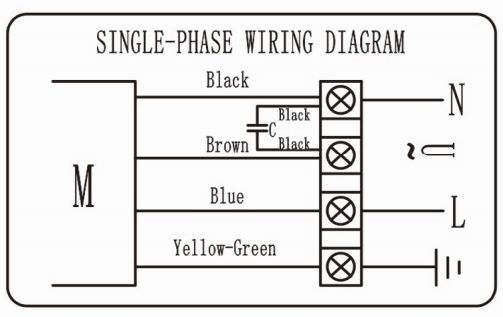 SINGLE-PHASE WIRING DIAGRAM
Black
Black
N
C
Brown
Black
~
M
Blue
L
Yellow-Green